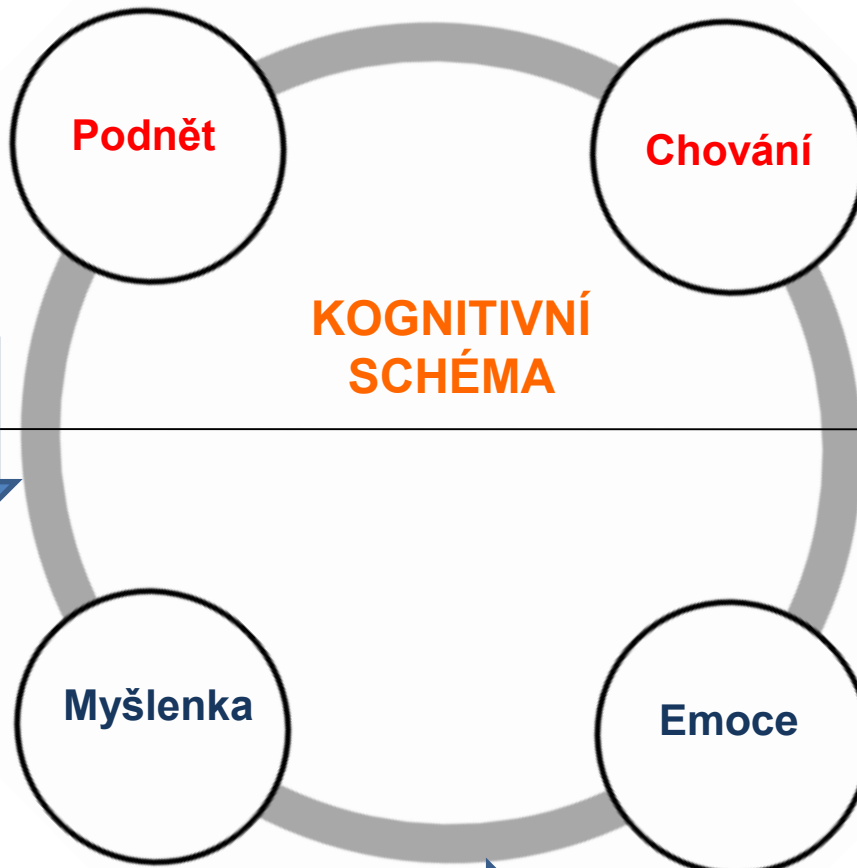 Podnět
Chování
KOGNITIVNÍ
SCHÉMA
Myšlenka
Emoce